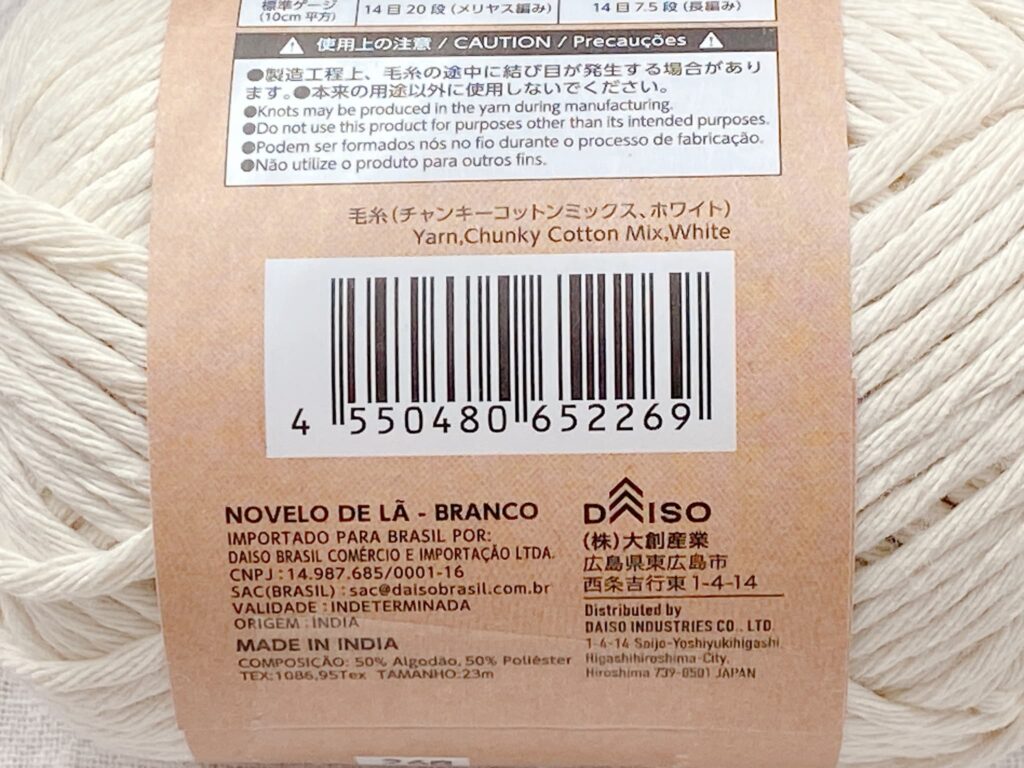 標準ゲージ
(10cm 平方)
14目20段(メリヤス編み)
14目7.5段(長編み)
使用上の注意 / CAUTION / Precauções
●製造工程上、毛糸の途中に結び目が発生する場合があり
ます。●本来の用途以外に使用しないでください。
●Knots may be produced in the yarn during manufacturing.
●Do not use this product for purposes other than its intended purposes.
●Podem ser formados nós no fio durante o processo de fabricação.
●Não utilize o produto para outros fins.
毛糸(チャンキーコットンミックス、ホワイト)
Yarn,Chunky Cotton Mix,White
4 550480 652269
NOVELO DE LÃ - BRANCO
IMPORTADO PARA BRASIL POR:
DAISO BRASIL COMÉRCIO E IMPORTAÇÃO LTDA.
CNPJ : 14.987.685/0001-16
SAC(BRASIL) : sac@daisobrasil.com.br
VALIDADE : INDETERMINADA
ORIGEM : ÍNDIA
MADE IN INDIA
COMPOSIÇÃO: 50% Algodão, 50% Poliéster
TEX:1086,95Tex TAMANHO:23m
DAISO
(株)大創産業
広島県東広島市
西条吉行東1-4-14
Distributed by
DAISO INDUSTRIES CO., LTD.
1-4-14 Saijo-Yoshiyukihigashi,
Higashihiroshima-City,
Hiroshima 739-8501 JAPAN